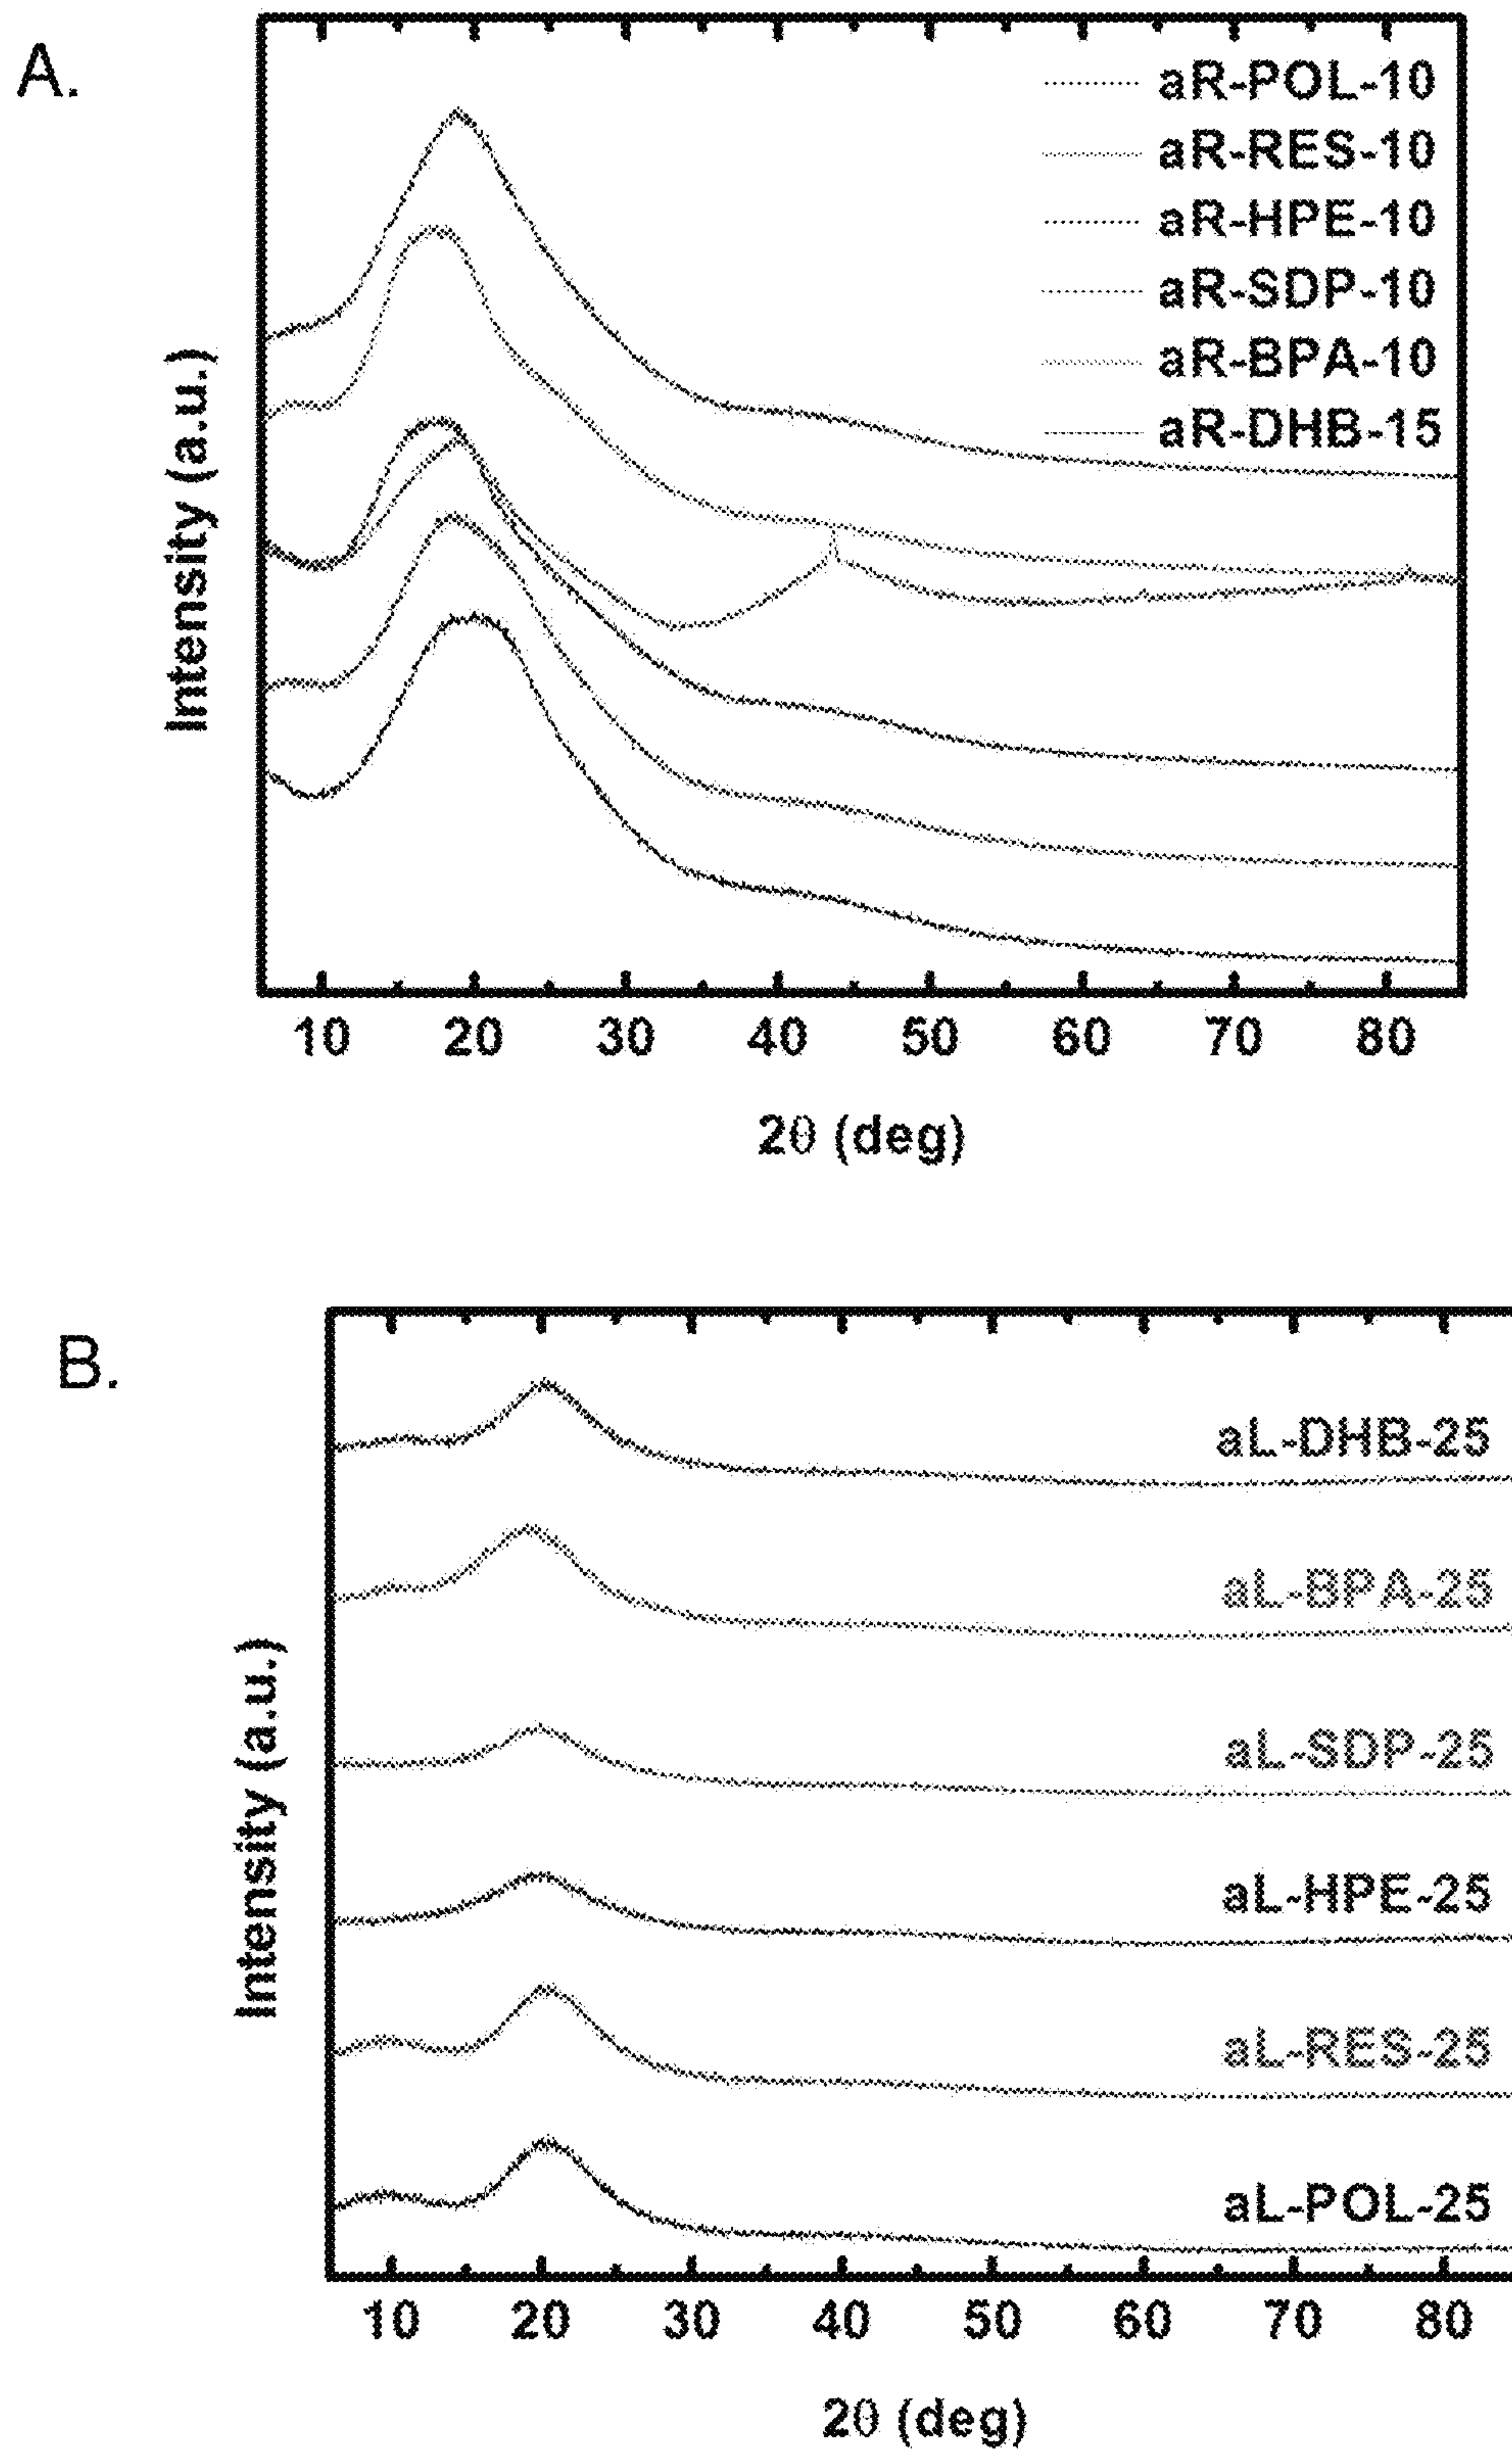 A.
aR-POL-10
aR-RES-10
aR-HPE-10
aR-SDP-10
aR-BPA-10
aR-DHB-15
Intensity (a.u.)
10 20 30 40 50 60 70 80
2θ (deg)
B.
aL-DHB-25
aL-BPA-25
aL-SDP-25
aL-HPE-25
aL-RES-25
aL-POL-25
Intensity (a.u.)
10 20 30 40 50 60 70 80
2θ (deg)